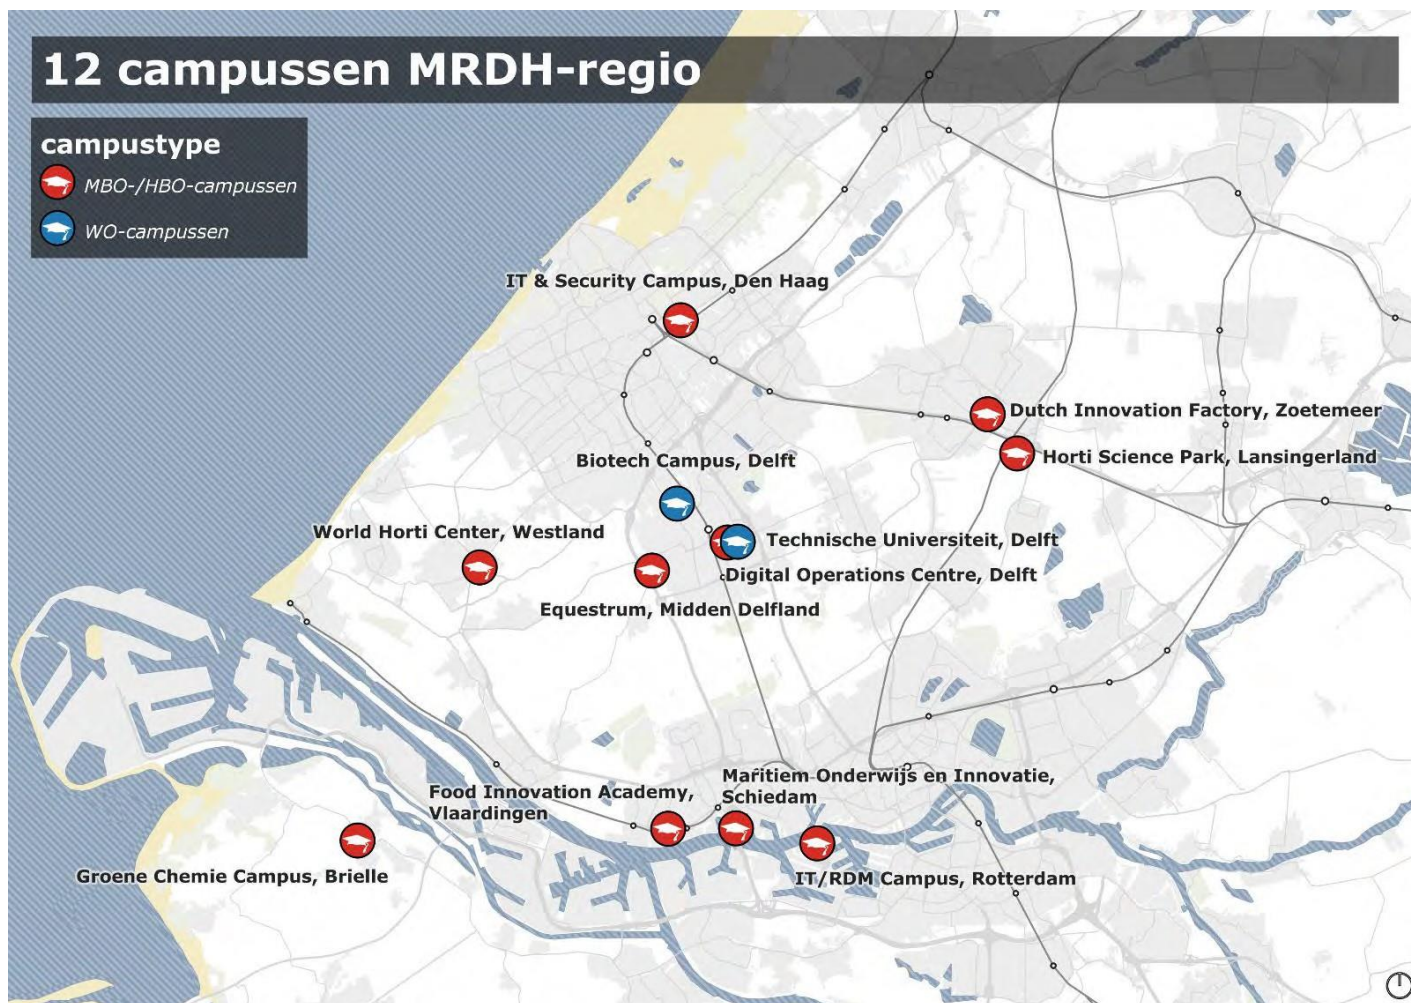 12 campussen MRDH-regio
campustype
MBO-/HBO-campussen
WO-campussen
IT & Security Campus, Den Haag
Dutch Innovation Factory, Zoetemeer
Horti Science Park, Lansingerland
Biotech Campus, Delft
World Horti Center, Westland
Technische Universiteit, Delft
Digital Operations Centre, Delft
Equestrum, Midden Delfland
Food Innovation Academy,
Vlaardingen
Maritiem Onderwijs en Innovatie,
Schiedam
Groene Chemie Campus, Brielle
IT/RDM Campus, Rotterdam